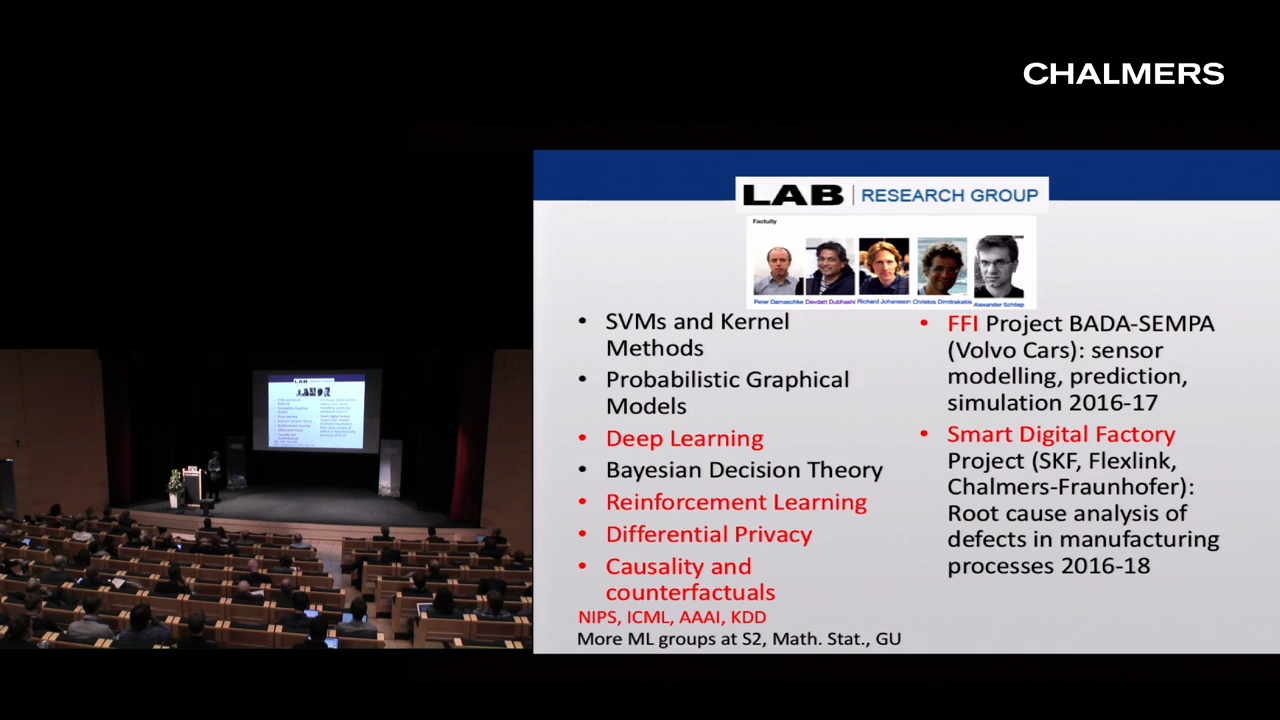 CHALMERS
LAB | RESEARCH GROUP
Factulty
Peter Damaschke Devdatt Dubhashi Richard Johansson Christos Dimitrakakis Alexander Schliep
• SVMs and Kernel
Methods
• Probabilistic Graphical
Models
• Deep Learning
• Bayesian Decision Theory
• Reinforcement Learning
• Differential Privacy
• Causality and
counterfactuals
NIPS, ICML, AAAI, KDD
More ML groups at S2, Math. Stat., GU
• FFI Project BADA-SEMPA
(Volvo Cars): sensor
modelling, prediction,
simulation 2016-17
• Smart Digital Factory
Project (SKF, Flexlink,
Chalmers-Fraunhofer):
Root cause analysis of
defects in manufacturing
processes 2016-18